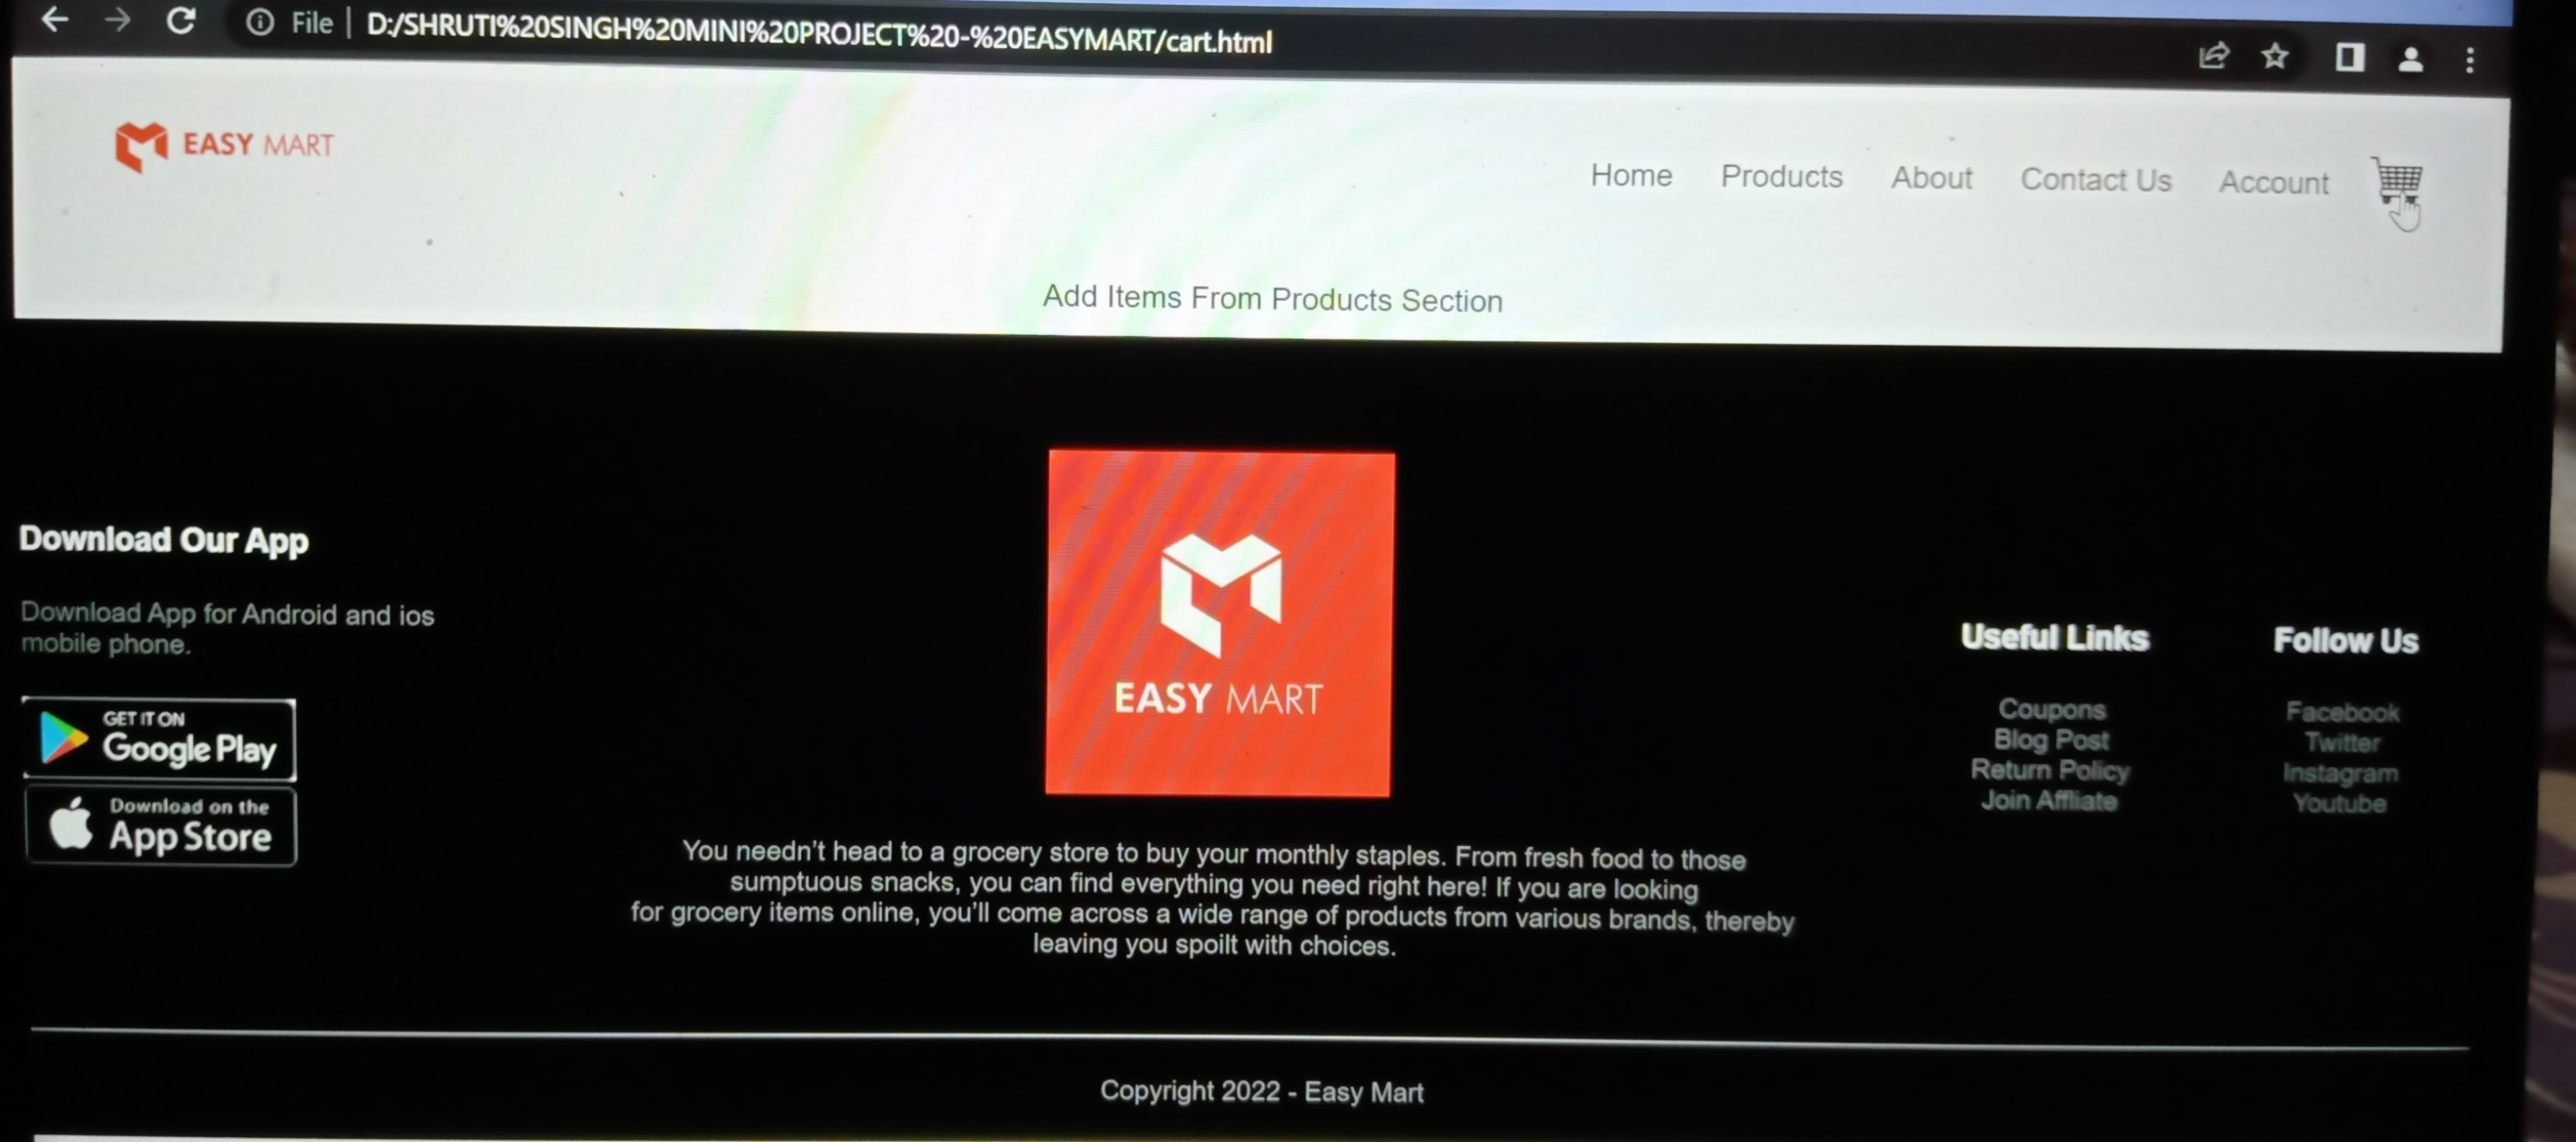 File | D:/SHRUTI%20SINGH%20MINI%20PROJECT%20-%20EASYMART/cart.html
EASY MART
Home Products About Contact Us Account
Add Items From Products Section
Download Our App
Download App for Android and ios
mobile phone.
GET IT ON
Google Play
Download on the
App Store
EASY MART
You needn't head to a grocery store to buy your monthly staples. From fresh food to those
sumptuous snacks, you can find everything you need right here! If you are looking
for grocery items online, you'll come across a wide range of products from various brands, thereby
leaving you spoilt with choices.
Useful Links
Coupons
Blog Post
Return Policy
Join Affliate
Follow Us
Facebook
Twitter
Instagram
Youtube
Copyright 2022 - Easy Mart